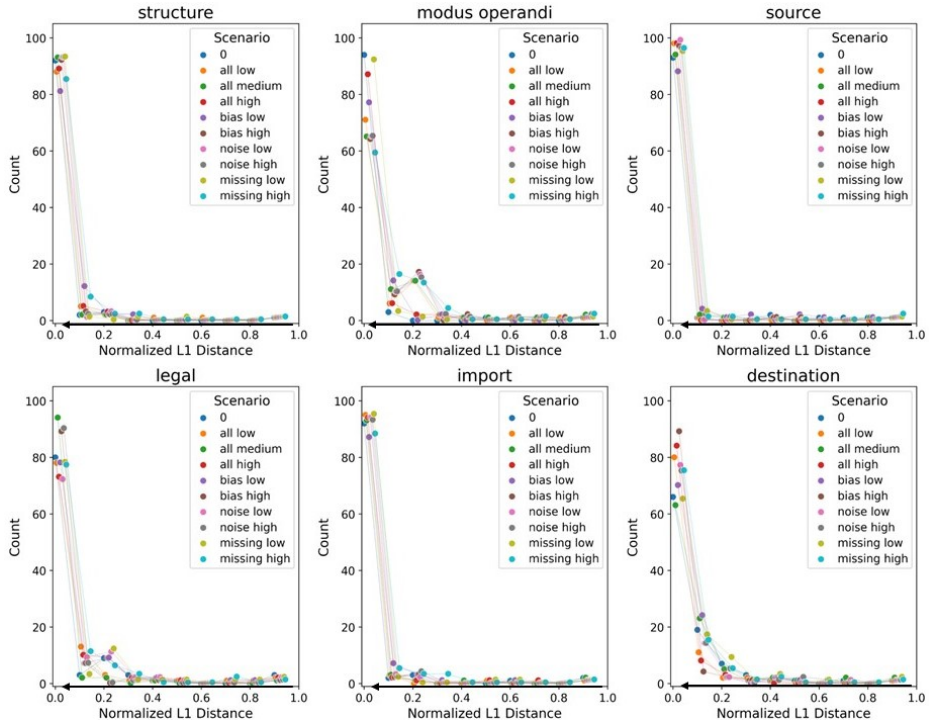 structure
100
80
60
40
20
0
Count
Scenario
0
all low
all medium
all high
bias low
bias high
noise low
noise high
missing low
missing high
0.0 0.2 0.4 0.6 0.8 1.0
Normalized L1 Distance
modus operandi
100
80
60
40
20
0
Count
Scenario
0
all low
all medium
all high
bias low
bias high
noise low
noise high
missing low
missing high
0.0 0.2 0.4 0.6 0.8 1.0
Normalized L1 Distance
source
100
80
60
40
20
0
Count
Scenario
0
all low
all medium
all high
bias low
bias high
noise low
noise high
missing low
missing high
0.0 0.2 0.4 0.6 0.8 1.0
Normalized L1 Distance
legal
100
80
60
40
20
0
Count
Scenario
0
all low
all medium
all high
bias low
bias high
noise low
noise high
missing low
missing high
0.0 0.2 0.4 0.6 0.8 1.0
Normalized L1 Distance
import
100
80
60
40
20
0
Count
Scenario
0
all low
all medium
all high
bias low
bias high
noise low
noise high
missing low
missing high
0.0 0.2 0.4 0.6 0.8 1.0
Normalized L1 Distance
destination
100
80
60
40
20
0
Count
Scenario
0
all low
all medium
all high
bias low
bias high
noise low
noise high
missing low
missing high
0.0 0.2 0.4 0.6 0.8 1.0
Normalized L1 Distance